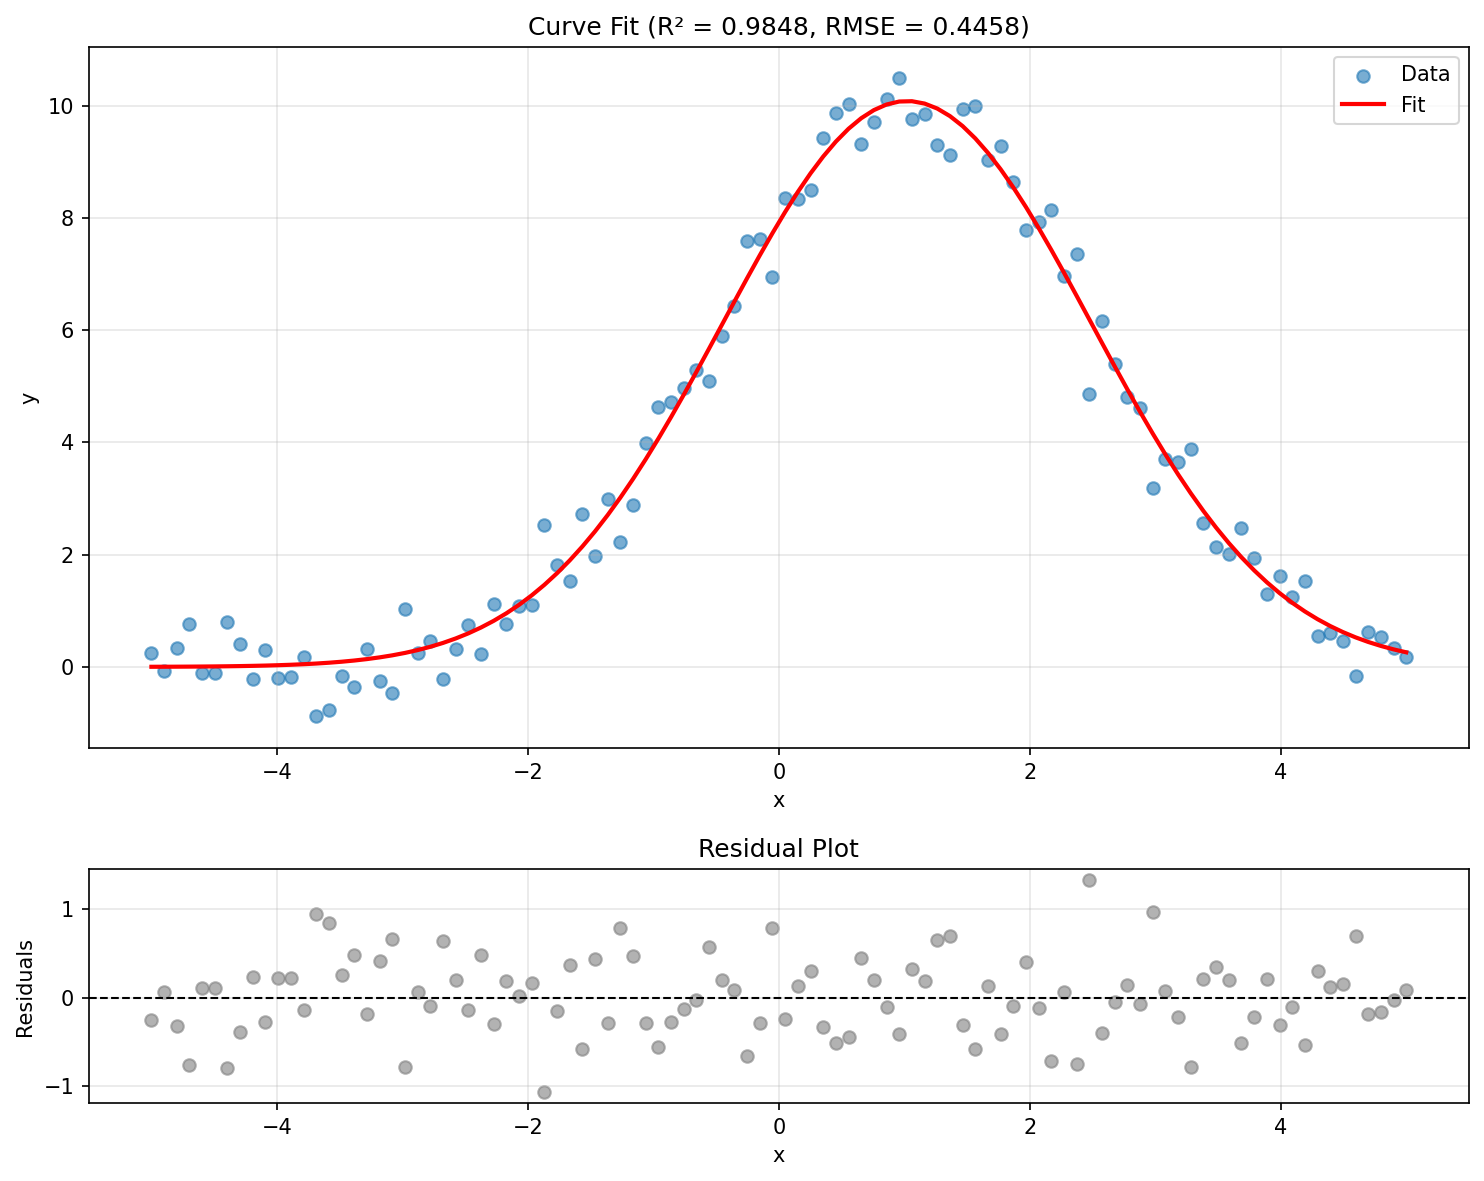 Curve Fit (R² = 0.9848, RMSE = 0.4458)
Data
Fit
10
8
6
4
2
0
y
−4 −2 0 2 4
x
Residual Plot
1
0
−1
Residuals
−4 −2 0 2 4
x